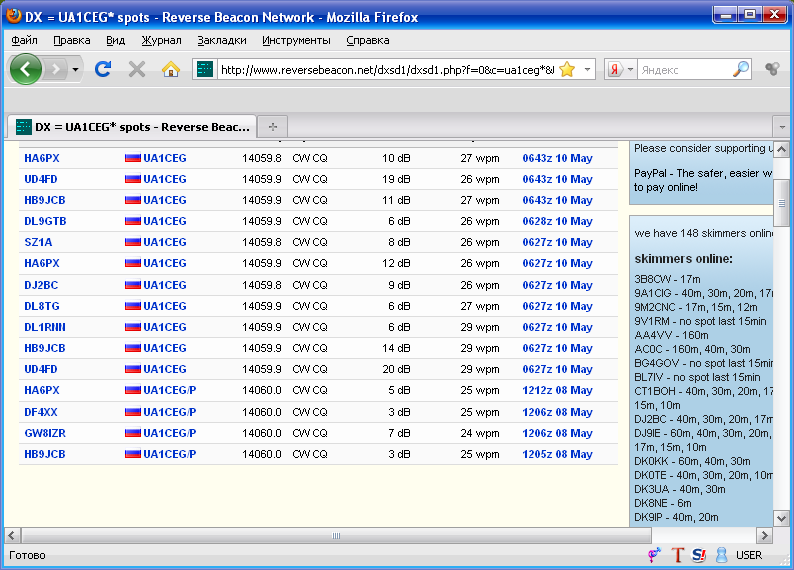 DX = UA1CEG* spots - Reverse Beacon Network - Mozilla Firefox
Файл Правка Вид Журнал Закладки Инструменты Справка
http://www.reversebeacon.net/dxsd1/dxsd1.php?f=0&c=ua1ceg*&
Я Яндекс
DX = UA1CEG* spots - Reverse Beac...
HA6PX UA1CEG 14059.8 CW CQ 10 dB 27 wpm 0643z 10 May
UD4FD UA1CEG 14059.8 CW CQ 19 dB 26 wpm 0643z 10 May
HB9JCB UA1CEG 14059.8 CW CQ 11 dB 27 wpm 0643z 10 May
DL9GTB UA1CEG 14059.9 CW CQ 6 dB 26 wpm 0628z 10 May
SZ1A UA1CEG 14059.8 CW CQ 8 dB 26 wpm 0627z 10 May
HA6PX UA1CEG 14059.9 CW CQ 12 dB 26 wpm 0627z 10 May
DJ2BC UA1CEG 14059.9 CW CQ 9 dB 26 wpm 0627z 10 May
DL8TG UA1CEG 14059.9 CW CQ 6 dB 27 wpm 0627z 10 May
DL1RNN UA1CEG 14059.9 CW CQ 6 dB 29 wpm 0627z 10 May
HB9JCB UA1CEG 14059.9 CW CQ 14 dB 29 wpm 0627z 10 May
UD4FD UA1CEG 14059.9 CW CQ 20 dB 29 wpm 0627z 10 May
HA6PX UA1CEG/P 14060.0 CW CQ 5 dB 25 wpm 1212z 08 May
DF4XX UA1CEG/P 14060.0 CW CQ 3 dB 25 wpm 1206z 08 May
GW8IZR UA1CEG/P 14060.0 CW CQ 7 dB 24 wpm 1206z 08 May
HB9JCB UA1CEG/P 14060.0 CW CQ 3 dB 25 wpm 1205z 08 May
Please consider supporting u
PayPal - The safer, easier w
to pay online!
we have 148 skimmers online
skimmers online:
3B8CW - 17m
9A1CIG - 40m, 30m, 20m, 17m
9M2CNC - 17m, 15m, 12m
9V1RM - no spot last 15min
AA4VV - 160m
AC0C - 160m, 40m, 30m
BG4GOV - no spot last 15min
BL7IV - no spot last 15min
CT1BOH - 40m, 30m, 20m, 17
15m, 10m
DJ2BC - 40m, 30m, 20m, 17m
DJ9IE - 60m, 40m, 30m, 20m,
17m, 15m, 10m
DK0KK - 60m, 40m, 30m
DK0TE - 40m, 30m, 20m, 10m
DK3UA - 40m, 30m
DK8NE - 6m
DK9IP - 40m, 20m
Готово T S! USER